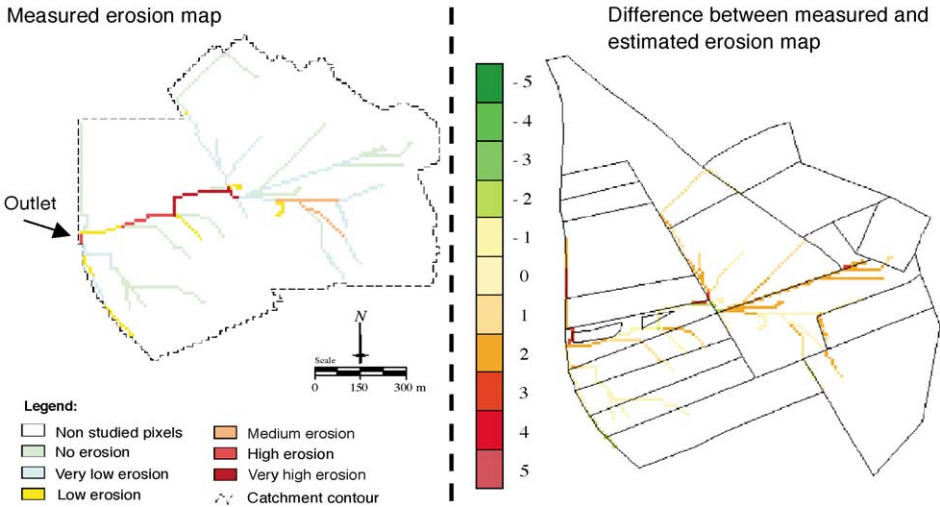 Measured erosion map
Difference between measured and
estimated erosion map
Outlet
N
Scale
0 150 300 m
Legend:
Non studied pixels
No erosion
Very low erosion
Low erosion
Medium erosion
High erosion
Very high erosion
Catchment contour
- 5
- 4
- 3
- 2
- 1
0
1
2
3
4
5